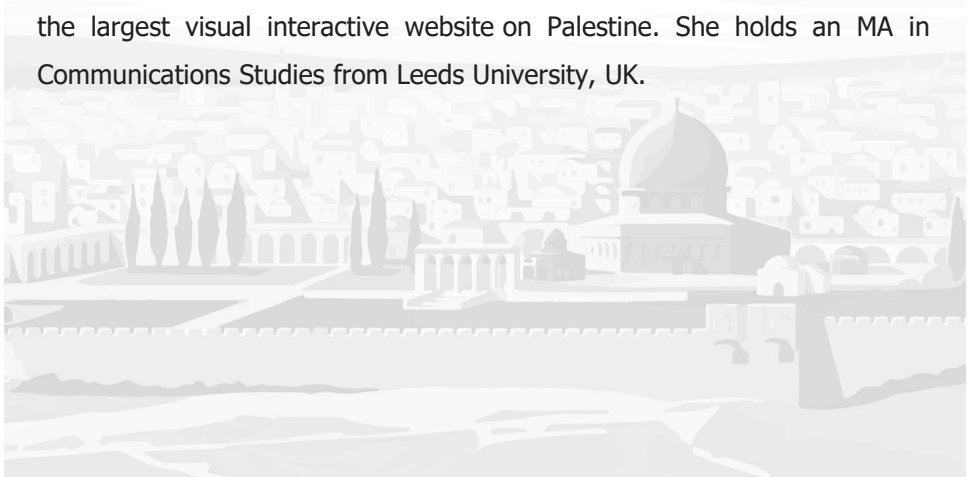 the largest visual interactive website on Palestine. She holds an MA in
Communications Studies from Leeds University, UK.